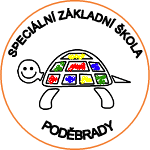 SPECIÁLNÍ ZÁKLADNÍ ŠKOLA
PODĚBRADY